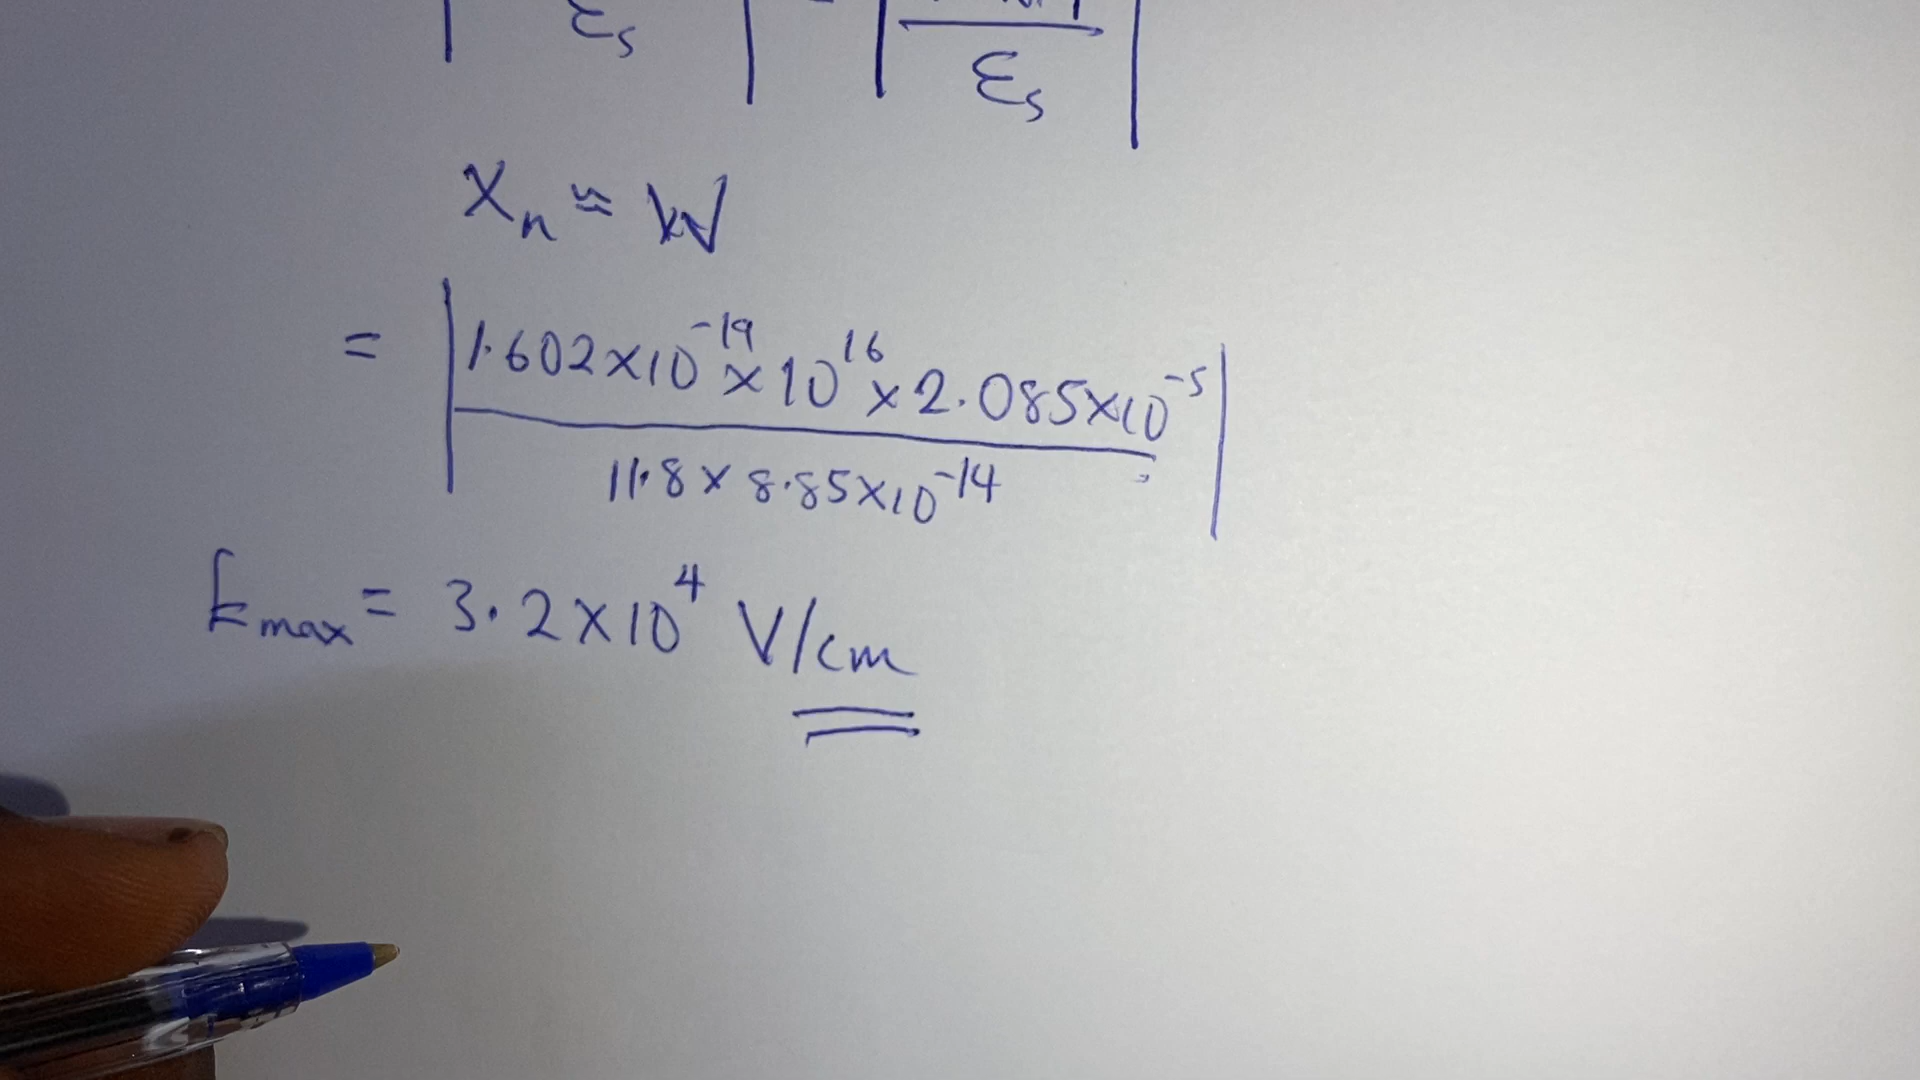 | εs | = | εs |
Xn ≈ W
= | 1.602×10^-19 × 10^16 × 2.085×10^-5 / 11.8 × 8.85×10^-14 |
Emax = 3.2×10^4 V/cm